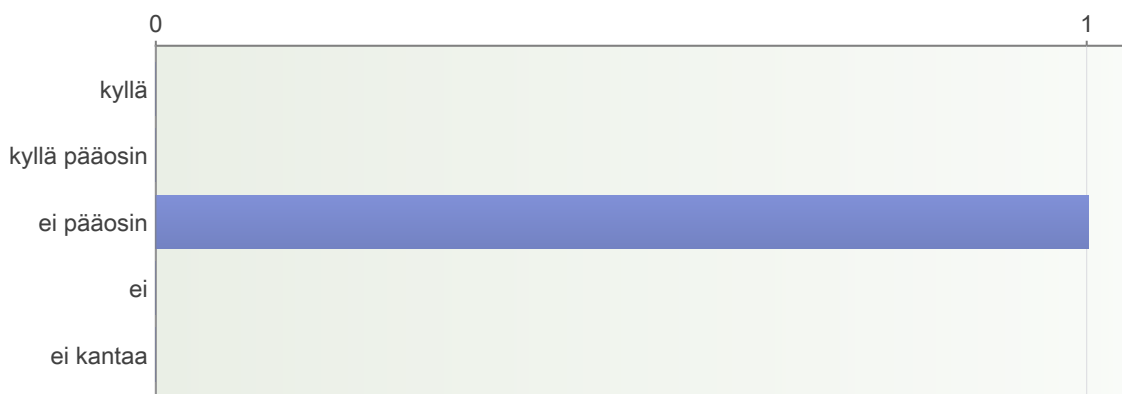 0 1
kyllä
kyllä pääosin
ei pääosin
ei
ei kantaa